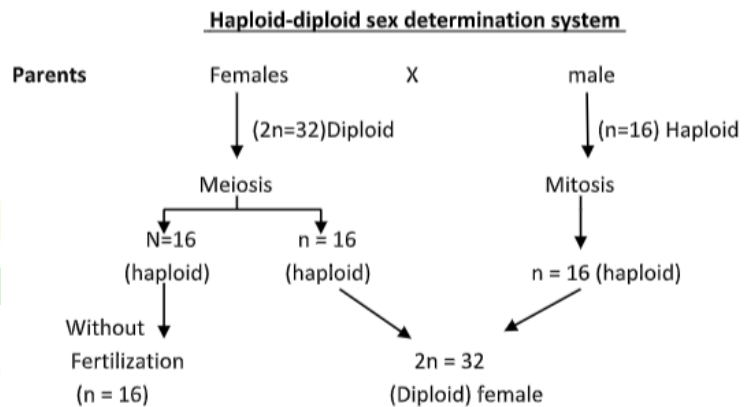 Haploid-diploid sex determination system
Parents Females X male
(2n=32)Diploid (n=16) Haploid
Meiosis Mitosis
N=16 n = 16
(haploid) (haploid) n = 16 (haploid)
Without
Fertilization 2n = 32
(n = 16) (Diploid) female